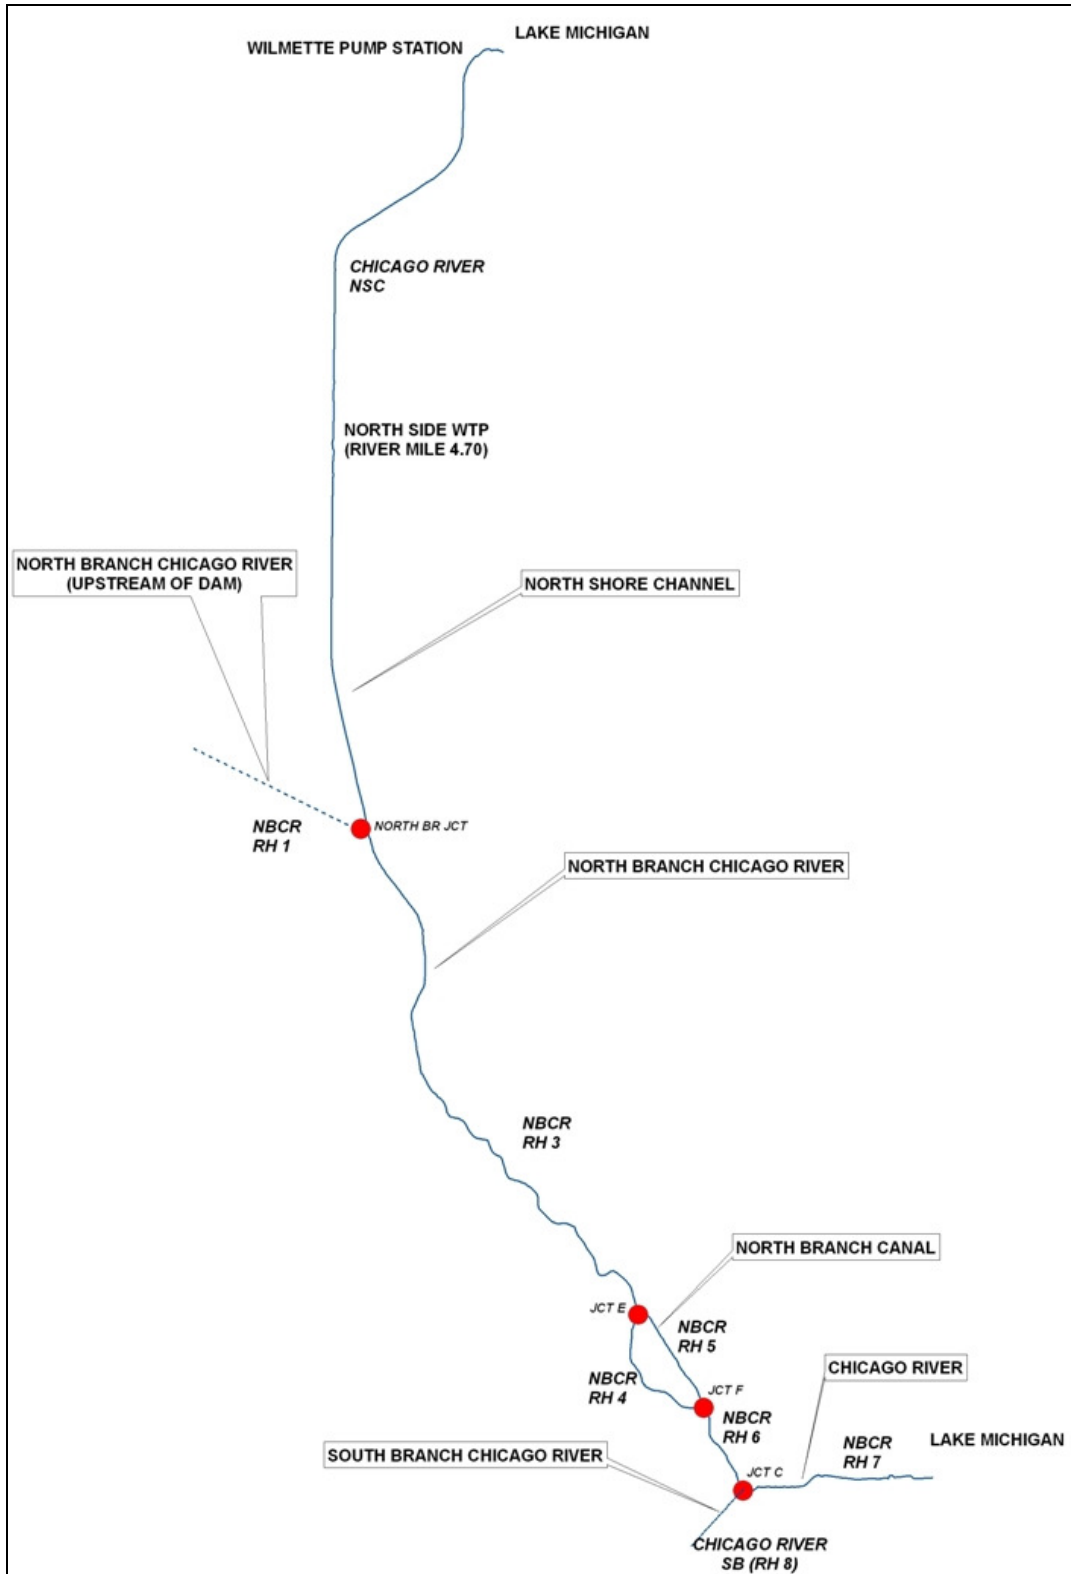 LAKE MICHIGAN
WILMETTE PUMP STATION
CHICAGO RIVER
NSC
NORTH SIDE WTP
(RIVER MILE 4.70)
NORTH BRANCH CHICAGO RIVER
(UPSTREAM OF DAM)
NORTH SHORE CHANNEL
NBCR
RH 1
NORTH BR JCT
NORTH BRANCH CHICAGO RIVER
NBCR
RH 3
NORTH BRANCH CANAL
JCT E
NBCR
RH 5
CHICAGO RIVER
NBCR
RH 4
JCT F
NBCR
RH 6
SOUTH BRANCH CHICAGO RIVER
NBCR
RH 7
LAKE MICHIGAN
JCT C
CHICAGO RIVER
SB (RH 8)